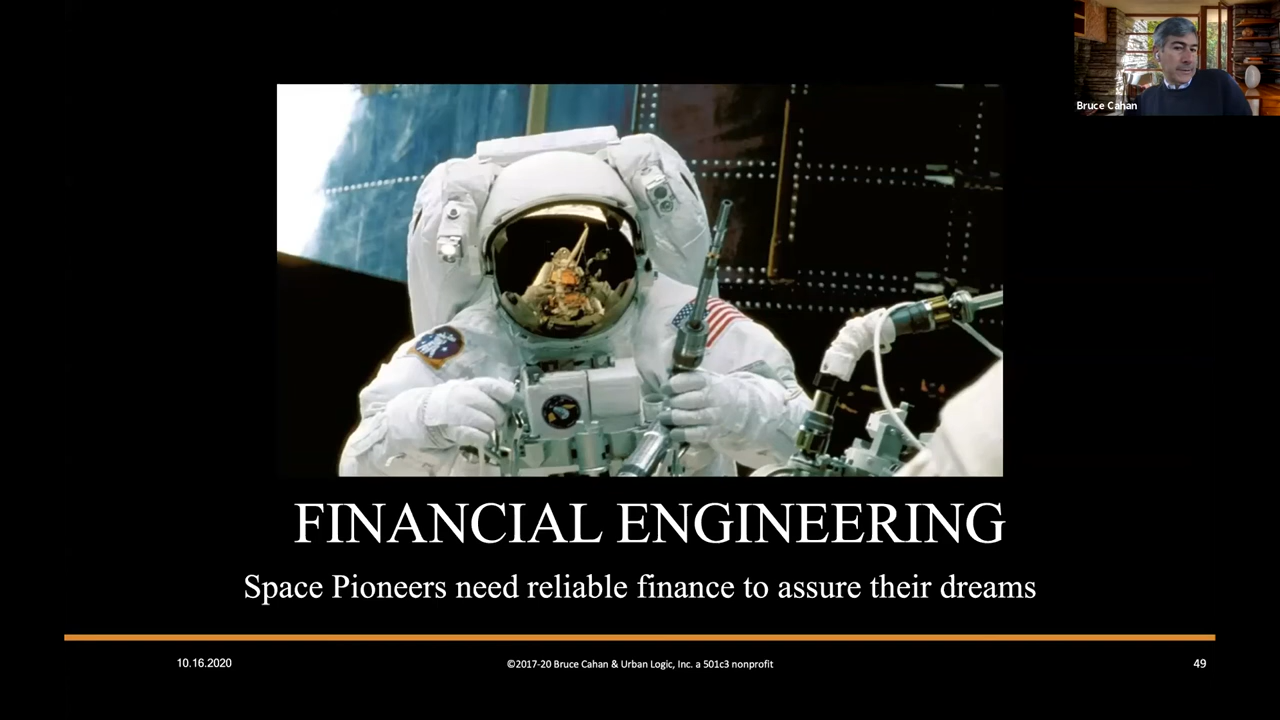 Bruce Cahan
FINANCIAL ENGINEERING
Space Pioneers need reliable finance to assure their dreams
10.16.2020
©2017-20 Bruce Cahan & Urban Logic, Inc. a 501c3 nonprofit
49